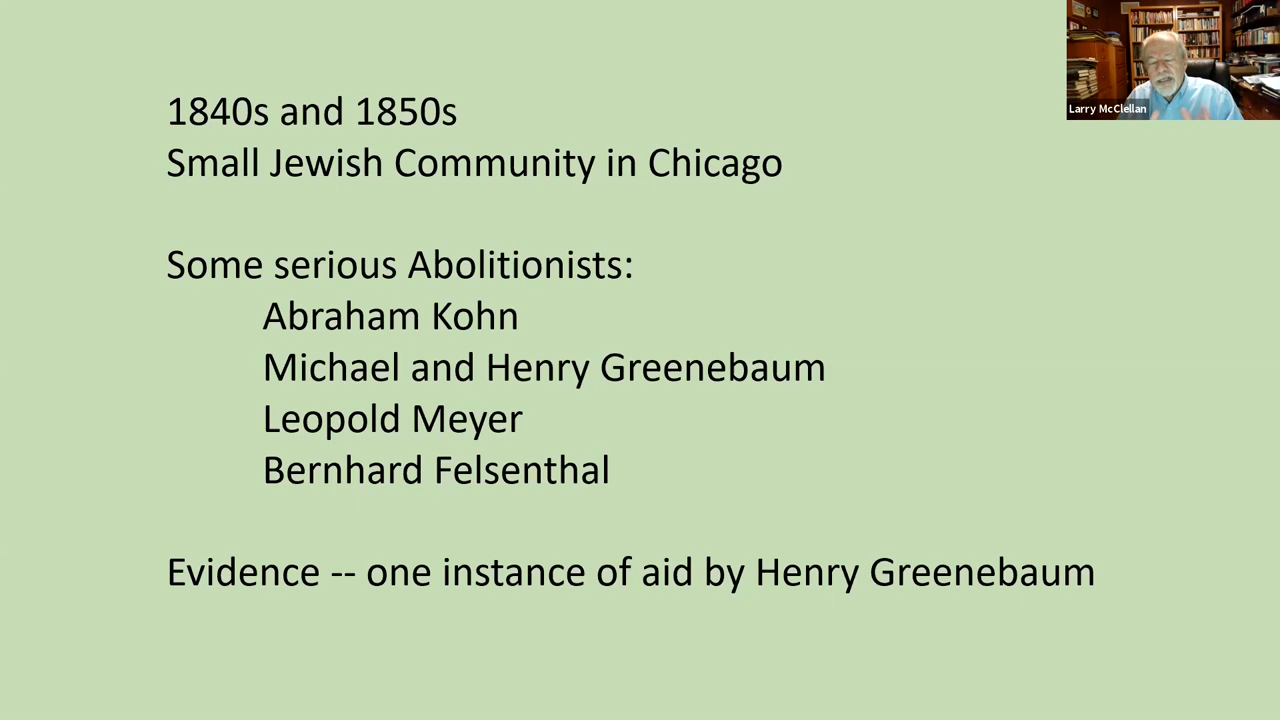 1840s and 1850s
Small Jewish Community in Chicago
Some serious Abolitionists:
Abraham Kohn
Michael and Henry Greenebaum
Leopold Meyer
Bernhard Felsenthal
Evidence -- one instance of aid by Henry Greenebaum
Larry McClellan